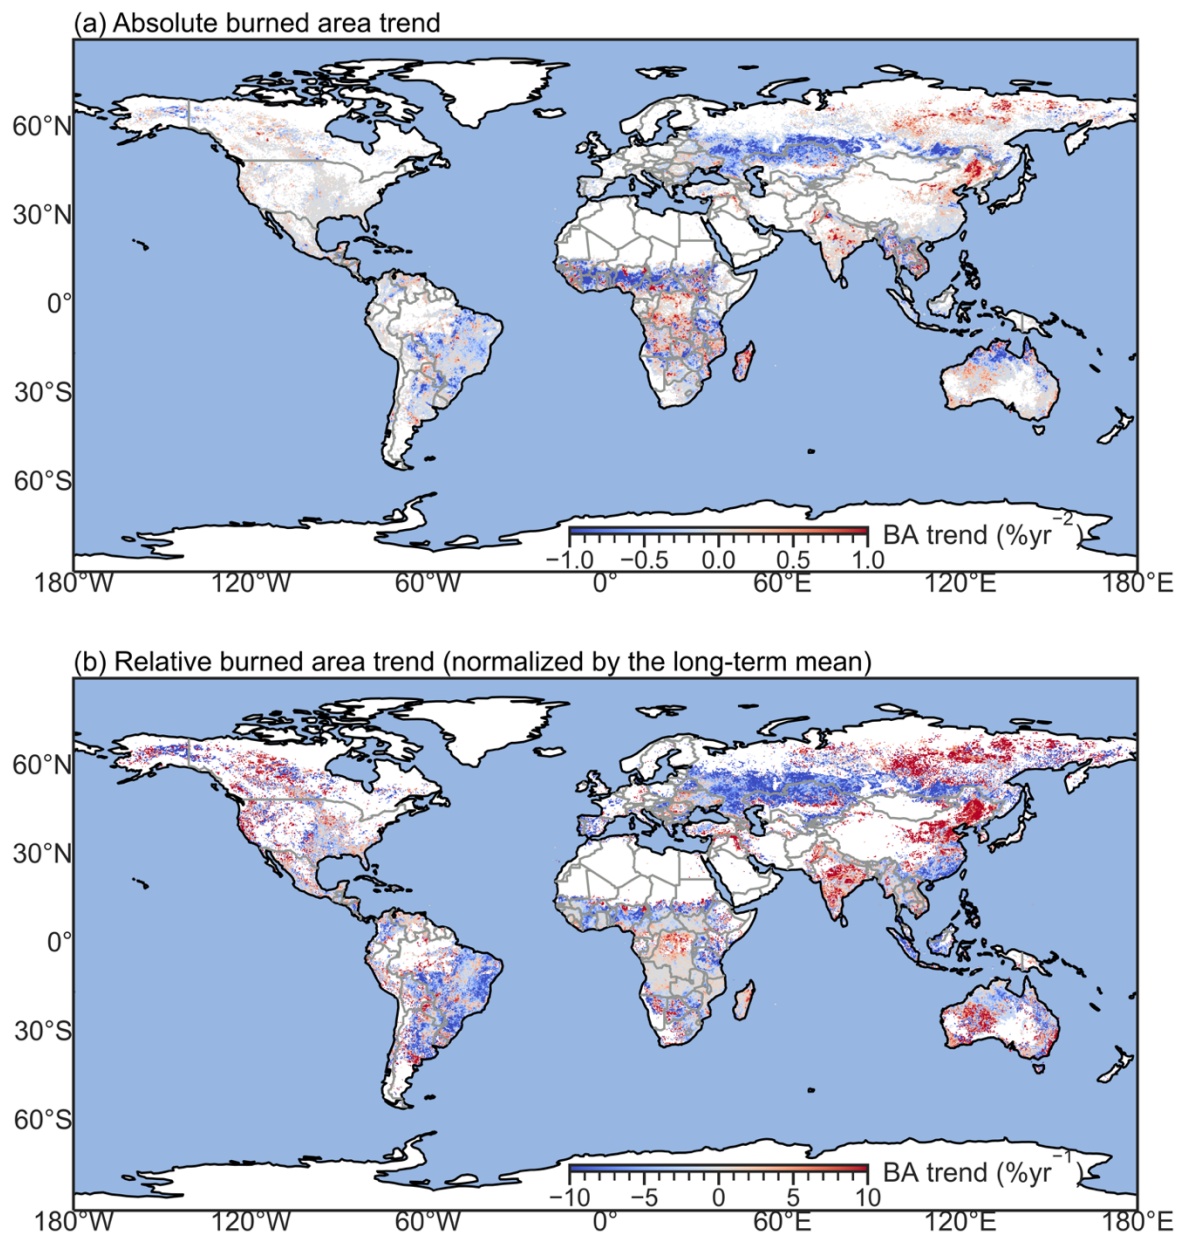 (a) Absolute burned area trend
60°N
30°N
0°
30°S
60°S
BA trend (%yr⁻²)
−1.0 −0.5 0.0 0.5 1.0
180°W 120°W 60°W 0° 60°E 120°E 180°E
(b) Relative burned area trend (normalized by the long-term mean)
60°N
30°N
0°
30°S
60°S
BA trend (%yr⁻¹)
−10 −5 0 5 10
180°W 120°W 60°W 0° 60°E 120°E 180°E